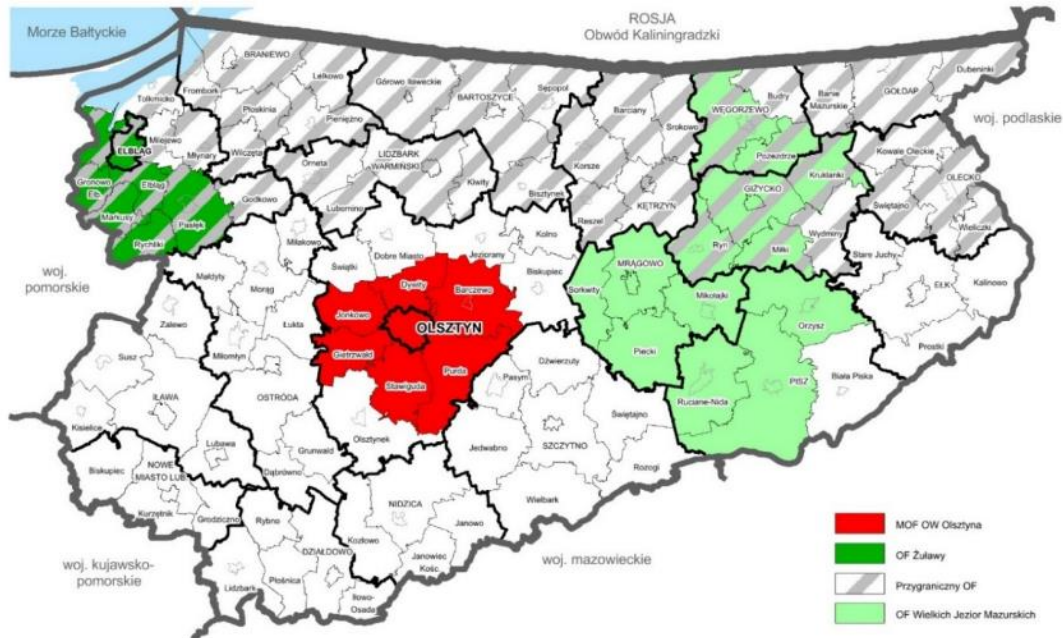 Morze Bałtyckie
ROSJA
Obwód Kaliningradzki
BRANIEWO
Lelkowo
Frombork
Tolkmicko
Płoskinia
Pieniężno
Górowo Iławeckie
BARTOSZYCE
Sępopol
Barciany
Srokowo
WĘGORZEWO
Budry
Banie
Mazurskie
GOŁDAP
Dubeninki
woj. podlaskie
Milejewo
ELBLĄG
Młynary
Wilczęta
Orneta
LIDZBARK
WARMIŃSKI
Kiwity
Bisztynek
Korsze
KĘTRZYN
Reszel
Pozezdrze
Kruklanki
GIŻYCKO
Kowale Oleckie
OLECKO
Świętajno
Wieliczki
Gronowo
Elb.
Elbląg
Markusy
Pasłęk
Rychliki
Godkowo
Lubomino
Miłakowo
Dobre Miasto
Jeziorany
Kolno
Ryn
Miłki
Wydminy
Stare Juchy
woj.
pomorskie
Małdyty
Morąg
Świątki
Dywity
Barczewo
Biskupiec
Sorkwity
MRĄGOWO
Mikołajki
Orzysz
EŁK
Kalinowo
Zalewo
Łukta
Jonkowo
OLSZTYN
Susz
Miłomłyn
Gietrzwałd
Stawiguda
Purda
Pasym
Dźwierzuty
Piecki
Prostki
IŁAWA
OSTRÓDA
Ruciane-Nida
PISZ
Biała Piska
Kisielice
Lubawa
Olsztynek
Jedwabno
SZCZYTNO
Świętajno
Biskupiec
NOWE
MIASTO LUB.
Grunwald
Dąbrówno
Rozogi
Kurzętnik
Grodziczno
Rybno
NIDZICA
Wielbark
DZIAŁDOWO
Kozłowo
Janowo
woj. kujawsko-
pomorskie
Lidzbark
Płośnica
Janowiec
Kośc.
Iłowo-
Osada
woj. mazowieckie
MOF OW Olsztyna
OF Żuławy
Przygraniczny OF
OF Wielkich Jezior Mazurskich